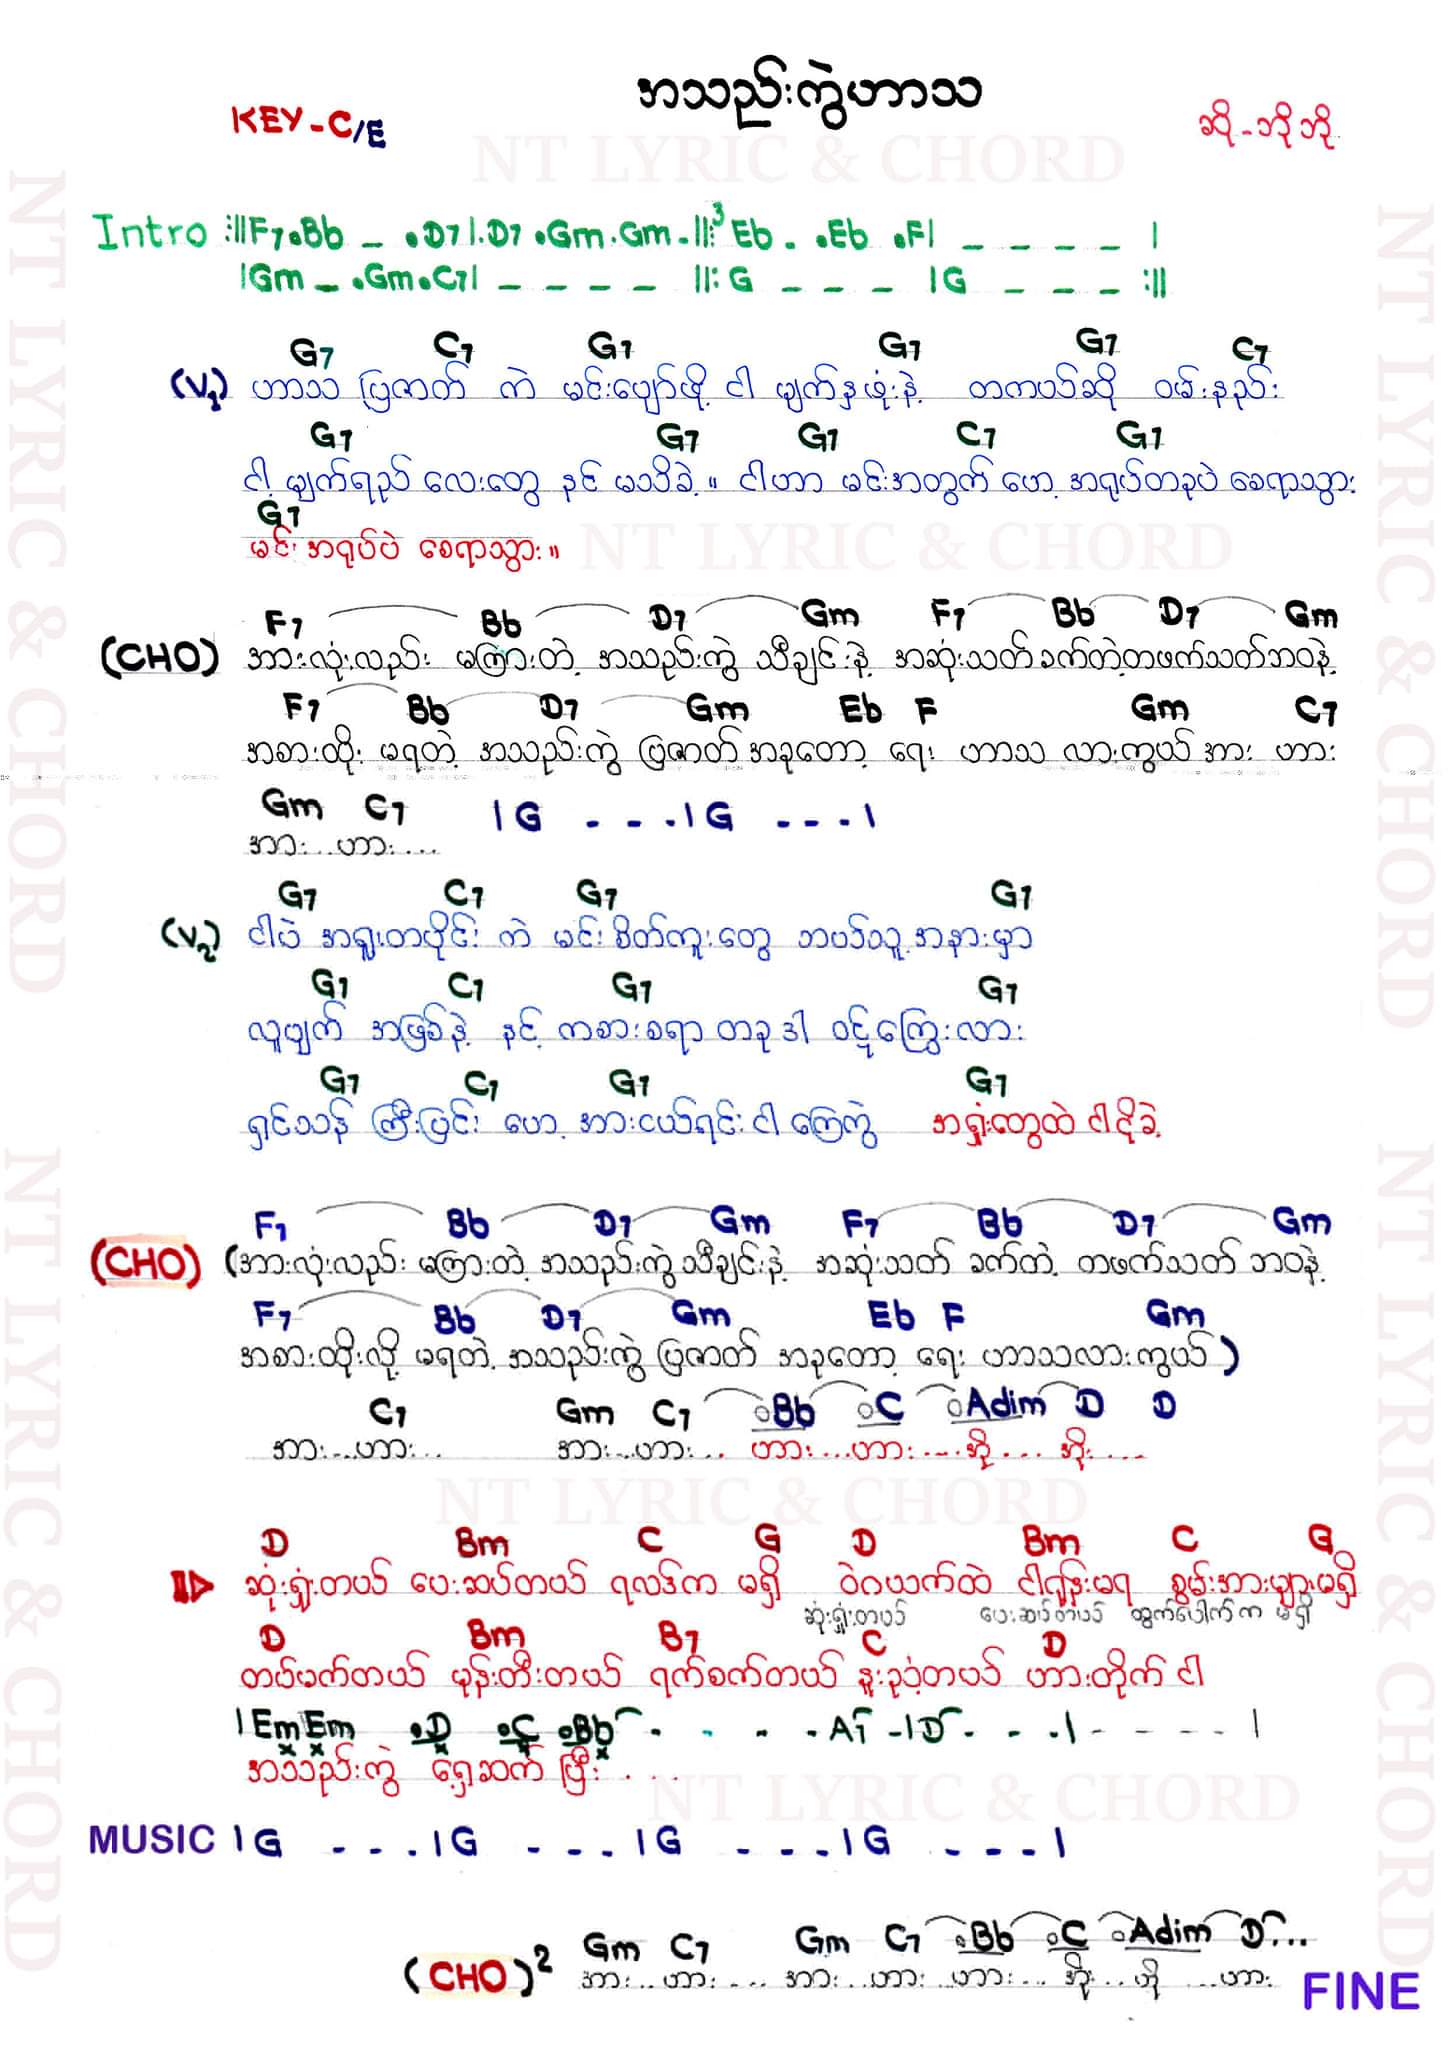 အသည်းကွဲဟာသ
KEY-C/E
ဆို-ဘိုဘို
NT LYRIC & CHORD
Intro :||F7.Bb _ .D7|.D7 .Gm.Gm.||:3 Eb . .Eb .F| _ _ _ _ |
|Gm _ .Gm.C7| _ _ _ _ ||: G _ _ _ |G _ _ _ :||
G7 C7 G7 G7 G7 C7
(V1) ဟာသ ပြဇာတ် ကဲ မင်းပျော်ဖို့ ငါ မျက်နှာဖုံးနဲ့ တကယ်ဆို ဝမ်းနည်း
G7 G7 G7 C7 G7
ငါ့ မျက်ရည် လေးတွေ နင် မသိခဲ့။ ငါဟာ မင်းအတွက် ဟေ့ အရုပ်တခုပဲ စေရာသွား
G7
မင်းအရုပ်ပဲ စေရာသွား။
NT LYRIC & CHORD
F7 Bb D7 Gm F7 Bb D7 Gm
(CHO) အားလုံးလည်း မကြားတဲ့ အသည်းကွဲ သီချင်းနဲ့ အဆုံးသတ်ခက်တဲ့တဖက်သတ်ဘဝနဲ့
F7 Bb D7 Gm Eb F Gm C7
အစားထိုး မရတဲ့ အသည်းကွဲ ပြဇာတ် အခုတော့ ရေး ဟာသ လားကွယ် အား ဟား
Gm C7 |G - - -|G - - -|
အား...ဟား...
G7 C7 G7 G7
(V2) ငါပဲ အရူးတပိုင်း ကဲ မင်းစိတ်ကူးတွေ ဘယ်သူ့အနားမှာ
G7 C7 G7 G7
လူပျက် အဖြစ်နဲ့ နင့် ကစားစရာ တခု ဒါ ဝဋ်ကြွေးလား
G7 C7 G7 G7
ရှင်သန် ကြီးပြင်း ဟေ့ အားငယ်ရင်း ငါ ကြေကွဲ အရှုံးတွေထဲ ငါငိုခဲ့
F7 Bb D7 Gm F7 Bb D7 Gm
(CHO) (အားလုံးလည်း မကြားတဲ့ အသည်းကွဲ သီချင်းနဲ့ အဆုံးသတ် ခက်တဲ့ တဖက်သတ် ဘဝနဲ့
F7 Bb D7 Gm Eb F Gm
အစားထိုးလို့ မရတဲ့ အသည်းကွဲ ပြဇာတ် အခုတော့ ရေး ဟာသလားကွယ်)
C7 Gm C7 Bb C Adim D D
အား...ဟား... အား...ဟား... ဟား...ဟား....အို.... အိုး....
NT LYRIC & CHORD
D Bm C G D Bm C G
ဆုံးရှုံးတယ် ပေးဆပ်တယ် ရလဒ်က မရှိ ဝဲဂယက်ထဲ ငါရုန်းမရ စွမ်းအားများမရှိ
ဆုံးရှုံးတယ် ပေးဆပ်တယ် ထွက်ပေါက်က မရှိ
D Bm B7 C D
တပ်မက်တယ် မုန်းတီးတယ် ရက်စက်တယ် နူးညံ့တယ် ဟားတိုက် ငါ
|Em Em D C Bb - - - - A7 -|D - - -| - - - - |
အသည်းကွဲ ရှေ့ဆက် ပြီး....
NT LYRIC & CHORD
MUSIC |G - - -|G - - -|G - - -|G - - -|
Gm C7 Gm C7 Bb C Adim D...
(CHO)2 အား...ဟား... အား...ဟား...ဟား... အိုး...ဟို...ဟား
FINE